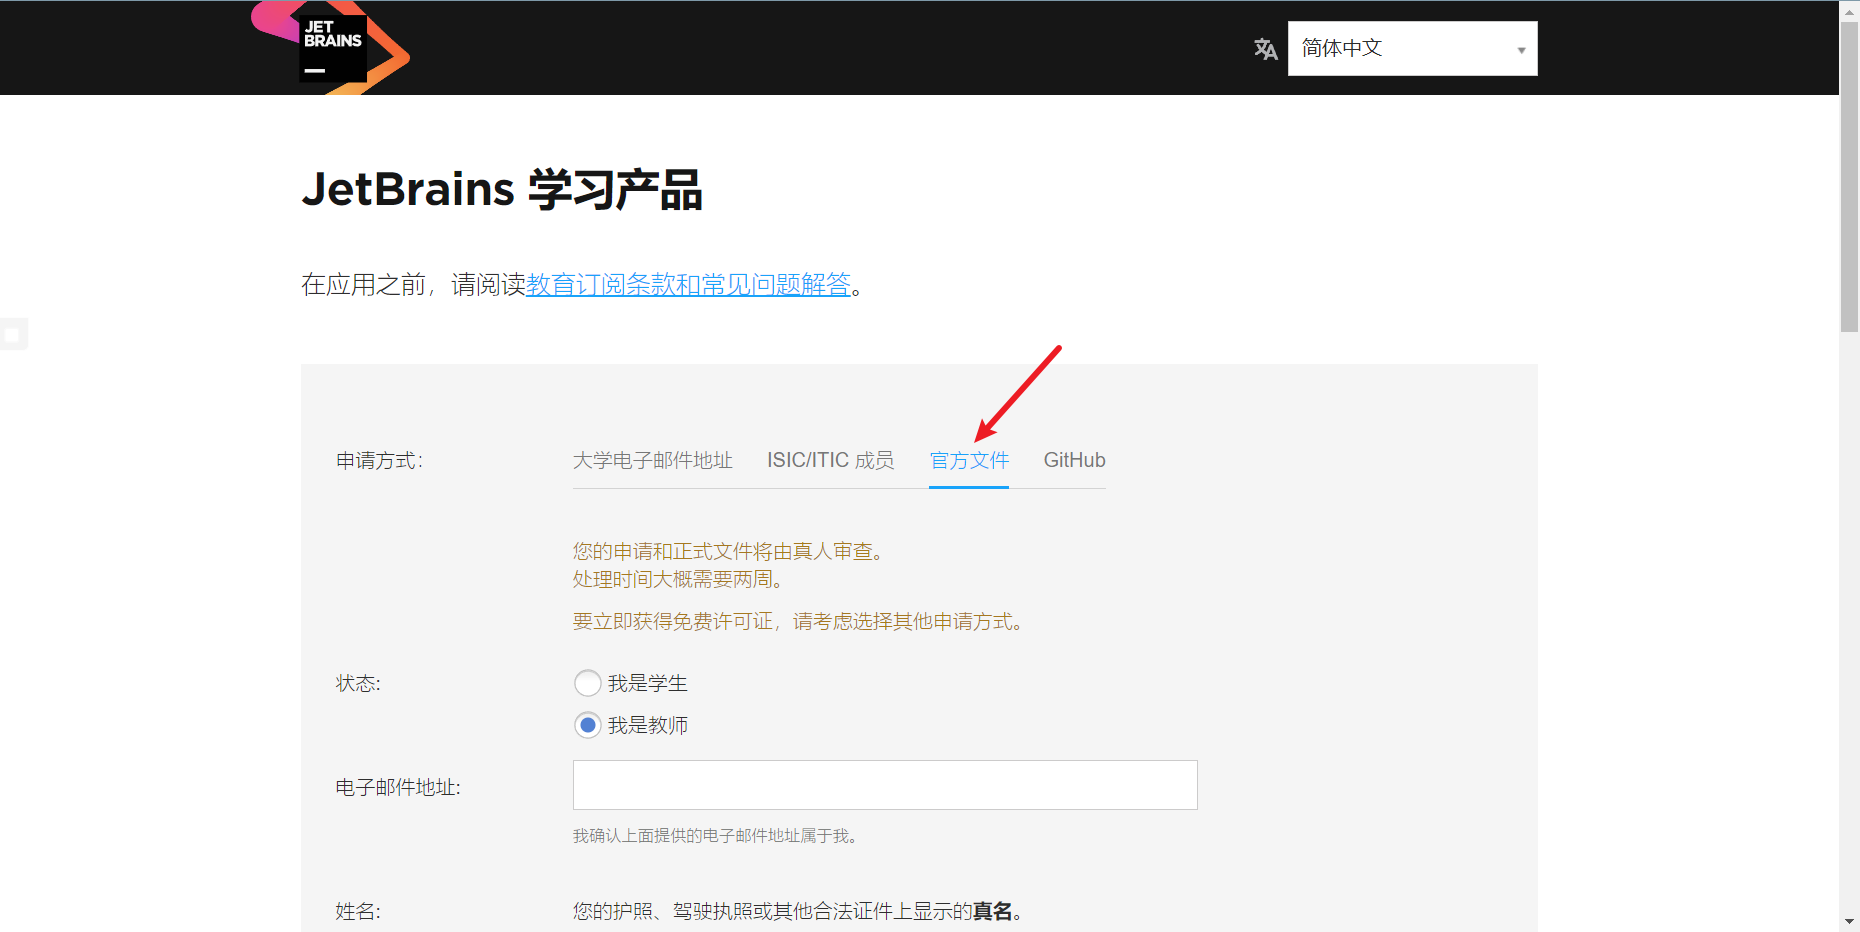 JET
BRAINS
简体中文
JetBrains 学习产品
在应用之前，请阅读教育订阅条款和常见问题解答。
申请方式：
大学电子邮件地址 ISIC/ITIC 成员 官方文件 GitHub
您的申请和正式文件将由真人审查。
处理时间大概需要两周。
要立即获得免费许可证，请考虑选择其他申请方式。
状态:
我是学生
我是教师
电子邮件地址:
我确认上面提供的电子邮件地址属于我。
姓名:
您的护照、驾驶执照或其他合法证件上显示的真名。